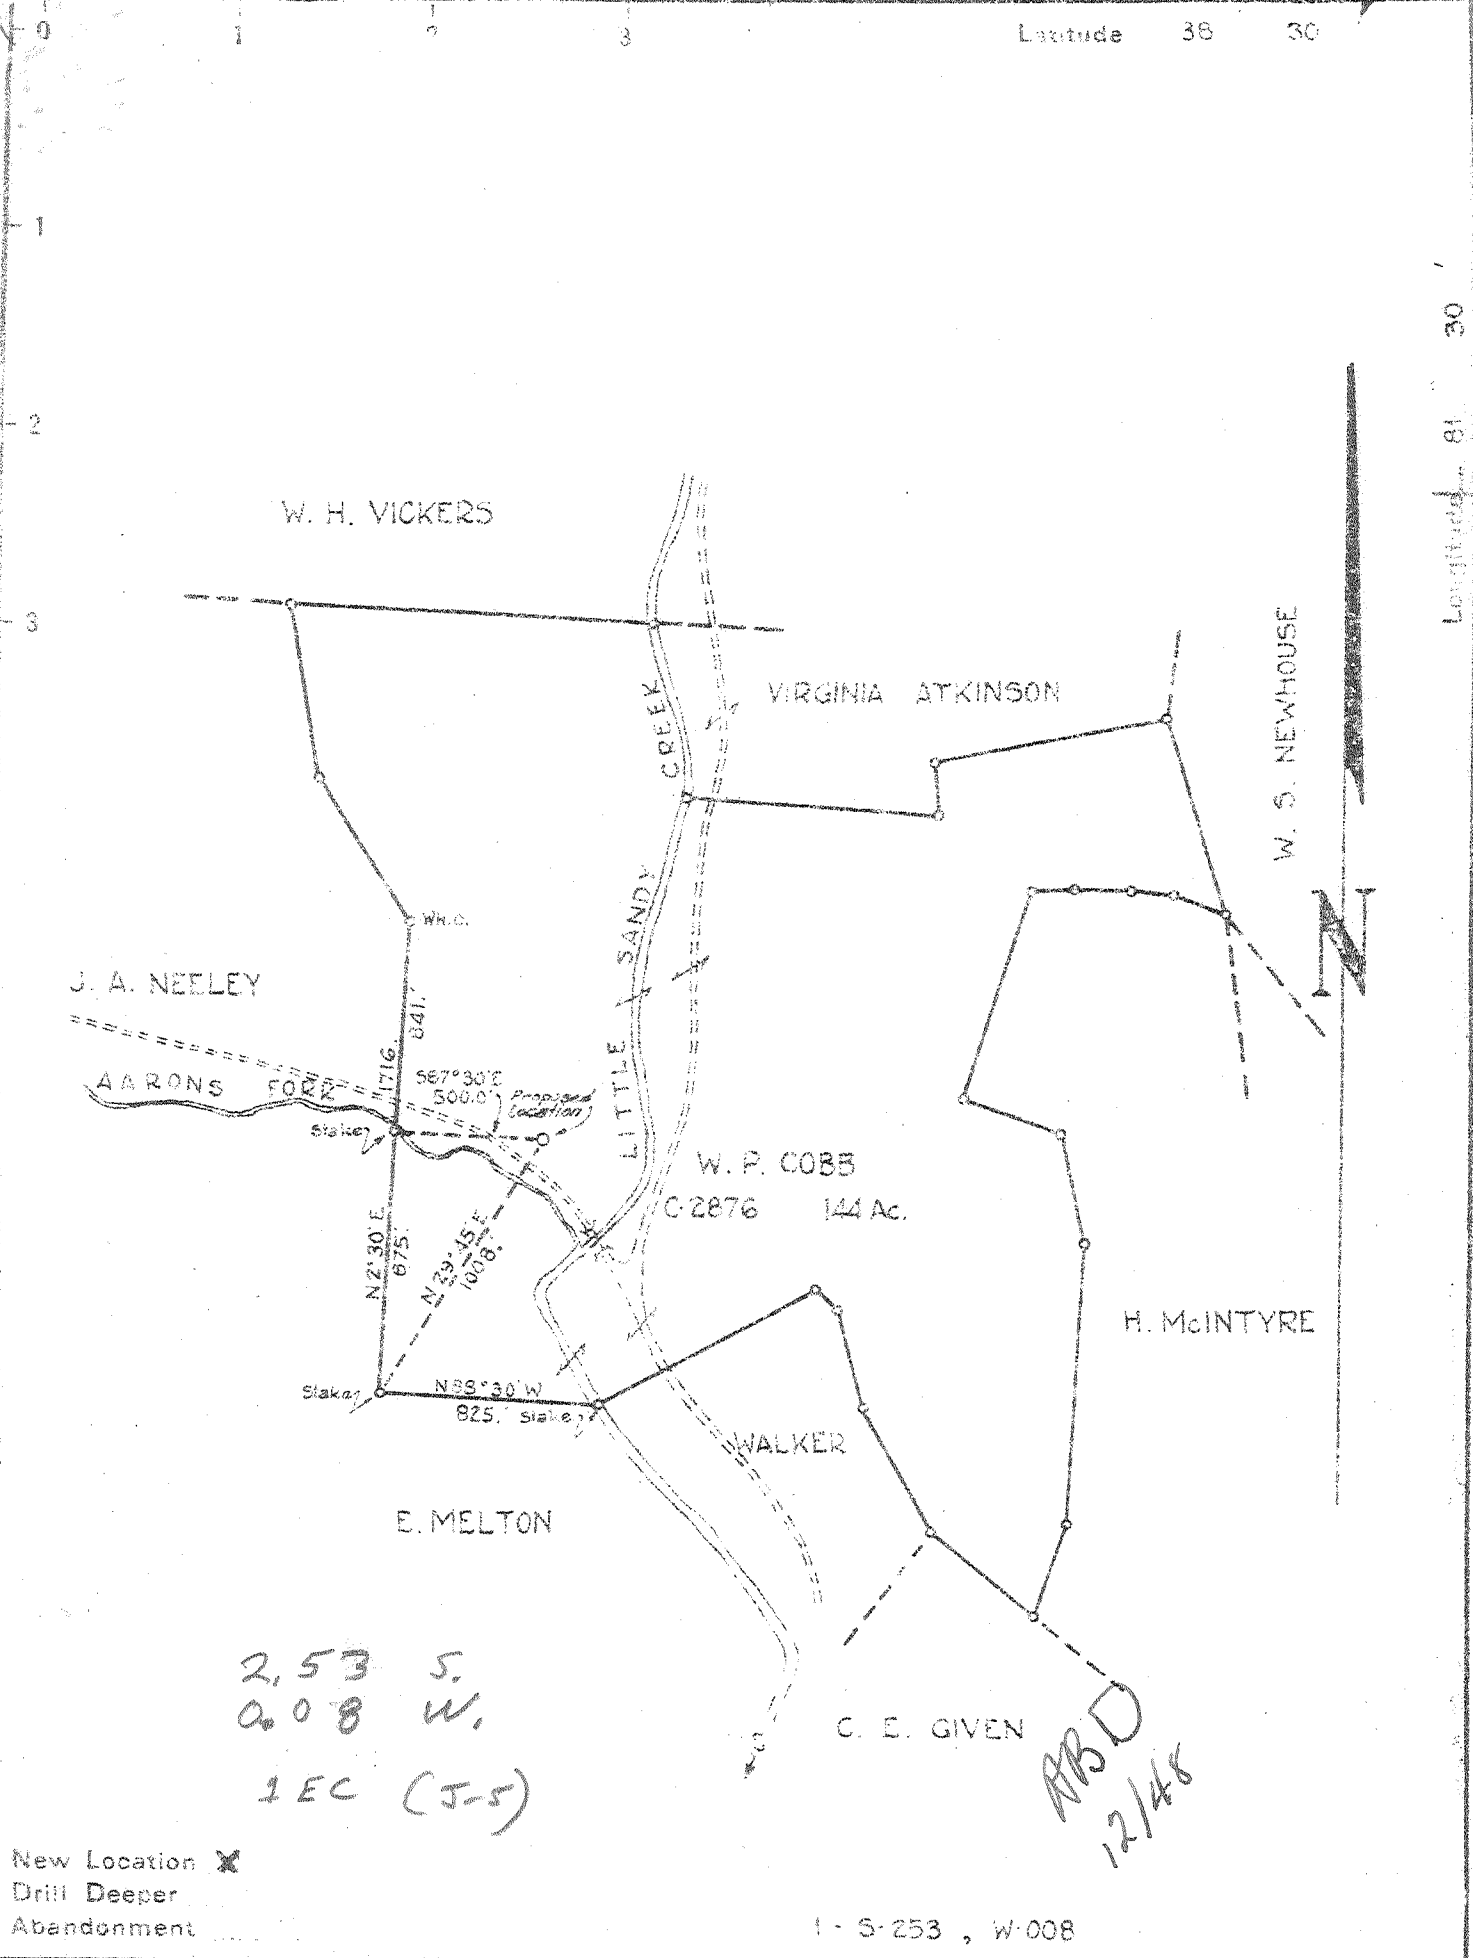 0 1 2 3 Latitude 38 30
1
2
3
30'
Longitude 81
W. H. VICKERS
VIRGINIA ATKINSON
W. S. NEWHOUSE
N
CREEK
SANDY
LITTLE
WH.O.
J. A. NEELEY
841.'
1716.
AARONS FORK
S87°30'E
500.0'
Proposed
Location
Stake
W. P. COBB
C-2876 144 Ac.
N2°30'E
875.'
N 29°45'E
1008.'
H. McINTYRE
Stake
N88°30'W
825.' Stake
WALKER
E. MELTON
2.53 S.
0.08 W.
1 EC (J-5)
C. E. GIVEN
ABD
12/48
New Location X
Drill Deeper
Abandonment
1 - S-253 , W-008